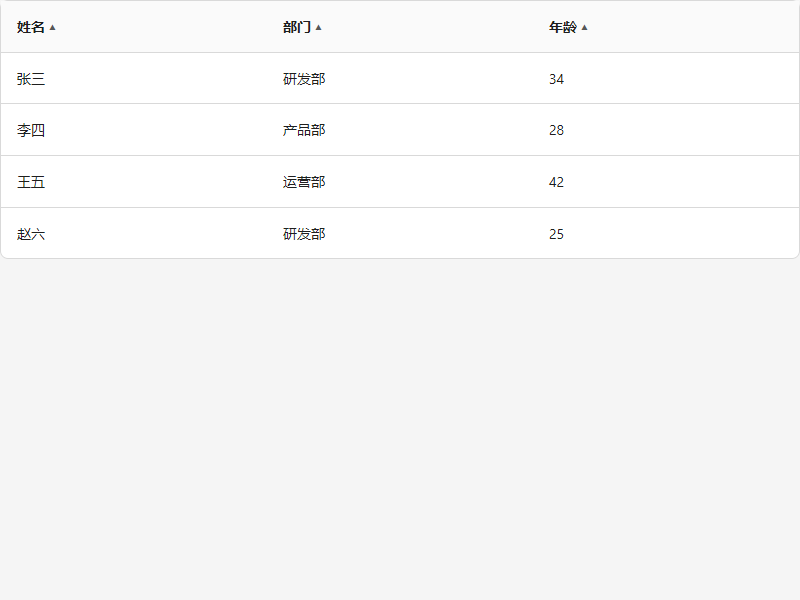 姓名 ▲ 部门 ▲ 年龄 ▲
张三 研发部 34
李四 产品部 28
王五 运营部 42
赵六 研发部 25